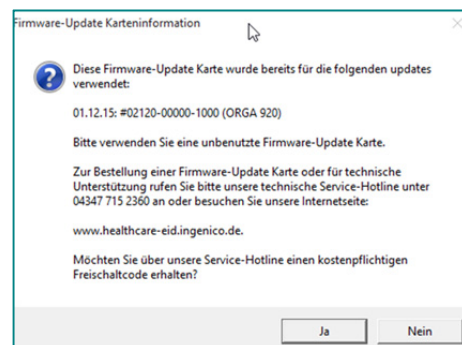 Firmware-Update Karteninformation
Diese Firmware-Update Karte wurde bereits für die folgenden updates
verwendet:
01.12.15: #02120-00000-1000 (ORGA 920)
Bitte verwenden Sie eine unbenutzte Firmware-Update Karte.
Zur Bestellung einer Firmware-Update Karte oder für technische
Unterstützung rufen Sie bitte unsere technische Service-Hotline unter
04347 715 2360 an oder besuchen Sie unsere Internetseite:
www.healthcare-eid.ingenico.de.
Möchten Sie über unsere Service-Hotline einen kostenpflichtigen
Freischaltcode erhalten?
Ja
Nein